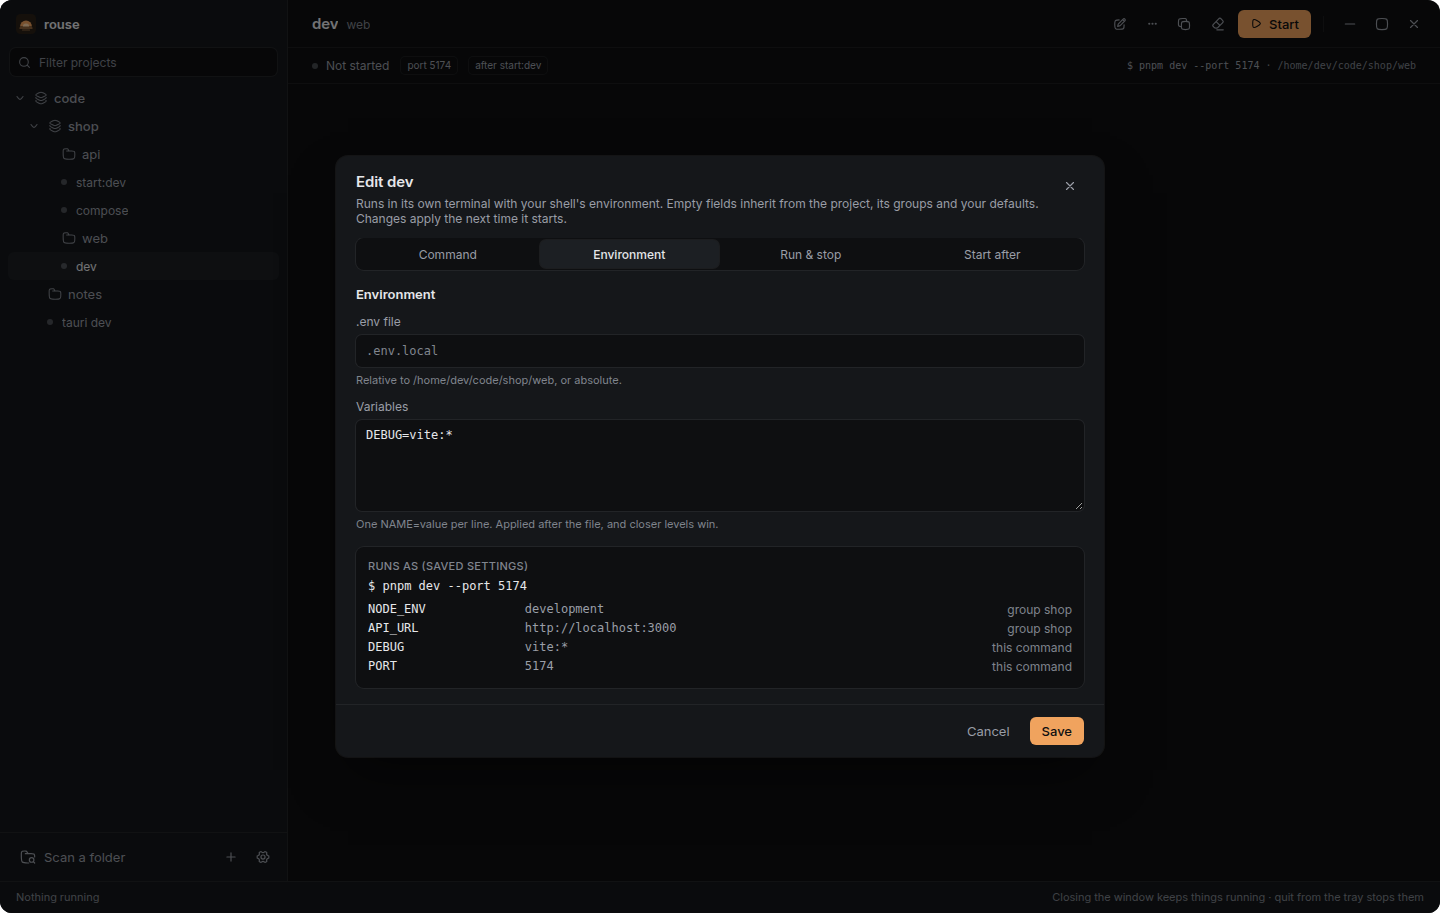 rouse
Filter projects
code
shop
api
start:dev
compose
web
dev
notes
tauri dev
Scan a folder
Nothing running
dev web
Start
Not started port 5174 after start:dev
$ pnpm dev --port 5174 · /home/dev/code/shop/web
Edit dev
Runs in its own terminal with your shell's environment. Empty fields inherit from the project, its groups and your defaults.
Changes apply the next time it starts.
Command Environment Run & stop Start after
Environment
.env file
.env.local
Relative to /home/dev/code/shop/web, or absolute.
Variables
DEBUG=vite:*
One NAME=value per line. Applied after the file, and closer levels win.
RUNS AS (SAVED SETTINGS)
$ pnpm dev --port 5174
NODE_ENV development group shop
API_URL http://localhost:3000 group shop
DEBUG vite:* this command
PORT 5174 this command
Cancel Save
Closing the window keeps things running · quit from the tray stops them